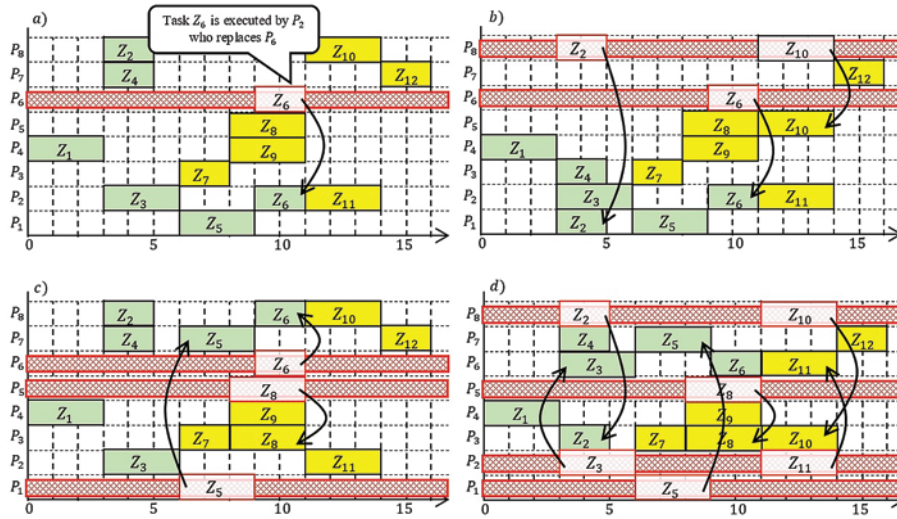 a)
Task Z6 is executed by P2
who replaces P6
P8 Z2 Z10
P7 Z4 Z12
P6 Z6
P5 Z8
P4 Z1 Z9
P3 Z7
P2 Z3 Z6 Z11
P1 Z5
0 5 10 15
b)
P8 Z2 Z10
P7 Z12
P6 Z6
P5 Z8 Z10
P4 Z1 Z9
P3 Z4 Z7
P2 Z3 Z6 Z11
P1 Z2 Z5
0 5 10 15
c)
P8 Z2 Z6 Z10
P7 Z4 Z5 Z12
P6 Z6
P5 Z8
P4 Z1 Z9
P3 Z7 Z8
P2 Z3 Z11
P1 Z5
0 5 10 15
d)
P8 Z2 Z10
P7 Z4 Z5 Z12
P6 Z3 Z6 Z11
P5 Z8
P4 Z1 Z9
P3 Z2 Z7 Z8 Z10
P2 Z3 Z11
P1 Z5
0 5 10 15